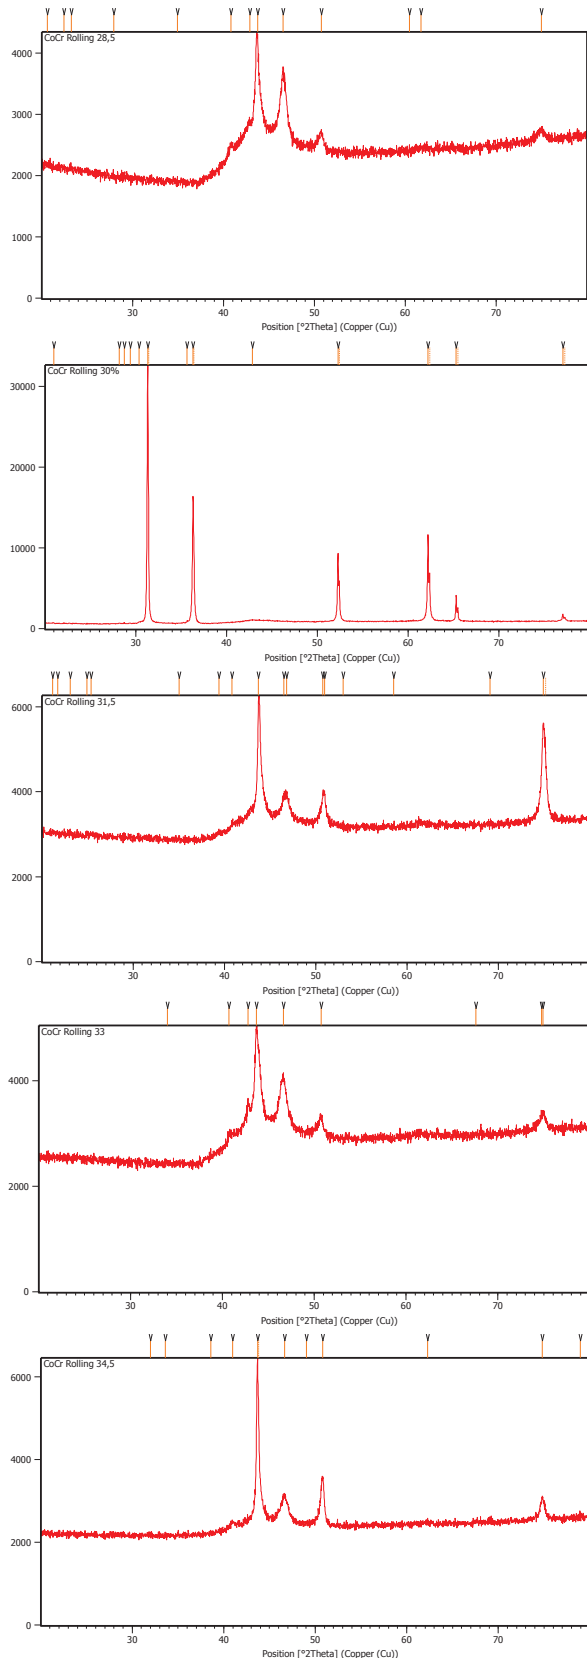 CoCr Rolling 28,5
4000
3000
2000
1000
0
30 40 50 60 70
Position [°2Theta] (Copper (Cu))
CoCr Rolling 30%
30000
20000
10000
0
30 40 50 60 70
Position [°2Theta] (Copper (Cu))
CoCr Rolling 31,5
6000
4000
2000
0
30 40 50 60 70
Position [°2Theta] (Copper (Cu))
CoCr Rolling 33
4000
2000
0
30 40 50 60 70
Position [°2Theta] (Copper (Cu))
CoCr Rolling 34,5
6000
4000
2000
0
30 40 50 60 70
Position [°2Theta] (Copper (Cu))